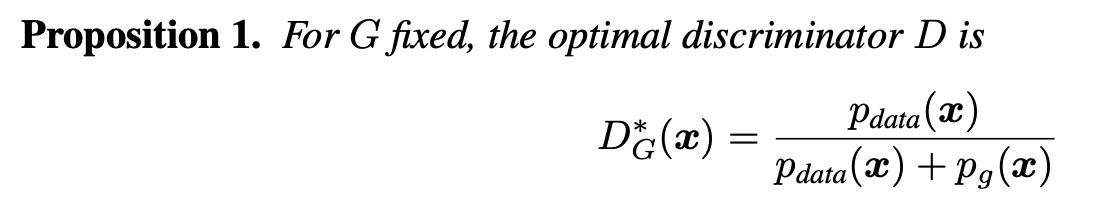 Proposition 1. For G fixed, the optimal discriminator D is
D*G(x) = pdata(x) / pdata(x) + pg(x)